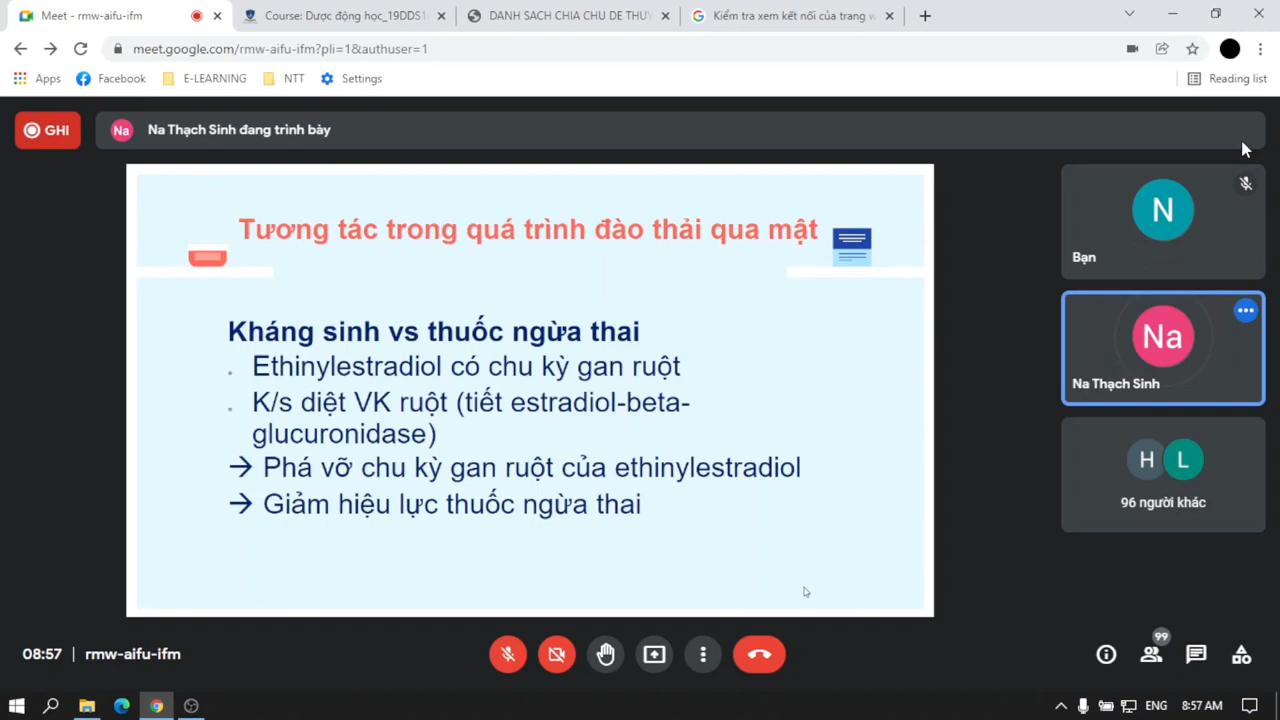 Meet - rmw-aifu-ifm
Course: Dược động học_19DDS1
DANH SACH CHIA CHU DE THUY
Kiểm tra xem kết nối của trang w
meet.google.com/rmw-aifu-ifm?pli=1&authuser=1
Apps
Facebook
E-LEARNING
NTT
Settings
Reading list
GHI
Na
Na Thạch Sinh đang trình bày
Tương tác trong quá trình đào thải qua mật
Kháng sinh vs thuốc ngừa thai
. Ethinylestradiol có chu kỳ gan ruột
. K/s diệt VK ruột (tiết estradiol-beta-
glucuronidase)
→ Phá vỡ chu kỳ gan ruột của ethinylestradiol
→ Giảm hiệu lực thuốc ngừa thai
N
Bạn
Na
Na Thạch Sinh
H L
96 người khác
08:57 | rmw-aifu-ifm
99
ENG
8:57 AM